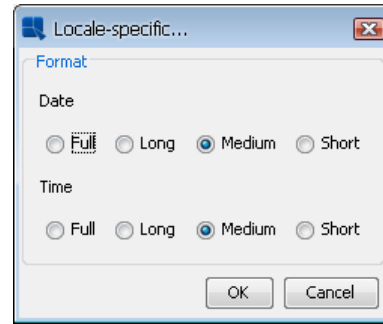 Locale-specific...
Format
Date
Full Long Medium Short
Time
Full Long Medium Short
OK Cancel